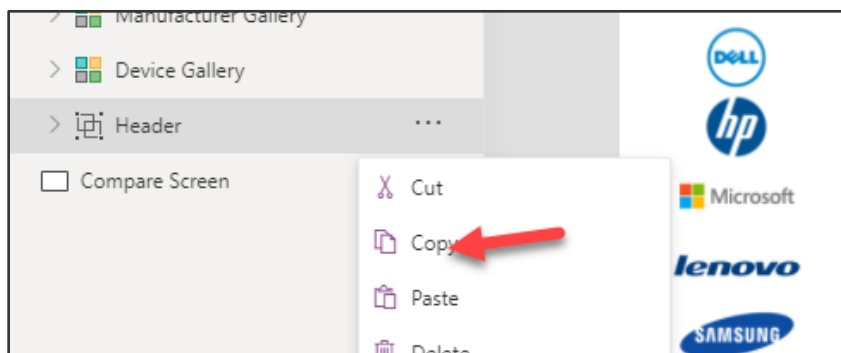 Manufacturer Gallery
Device Gallery
Header
...
Compare Screen
Cut
Copy
Paste
Delete
DELL
hp
Microsoft
lenovo
SAMSUNG